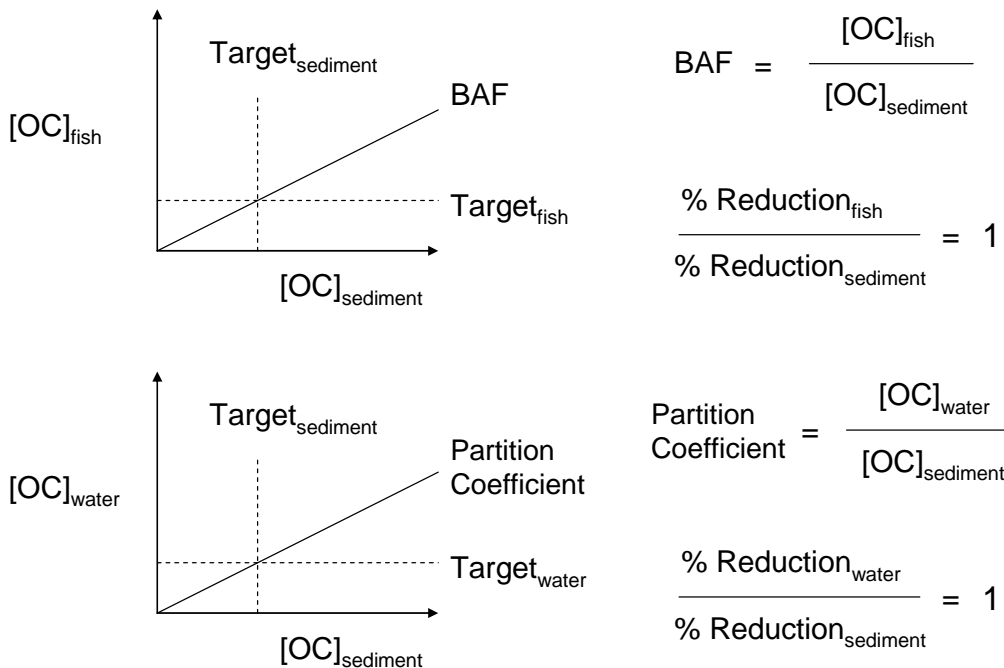 Target_sediment
[OC]_fish
BAF
Target_fish
[OC]_sediment
BAF = [OC]_fish / [OC]_sediment
% Reduction_fish / % Reduction_sediment = 1
Target_sediment
[OC]_water
Partition
Coefficient
Target_water
[OC]_sediment
Partition
Coefficient = [OC]_water / [OC]_sediment
% Reduction_water / % Reduction_sediment = 1